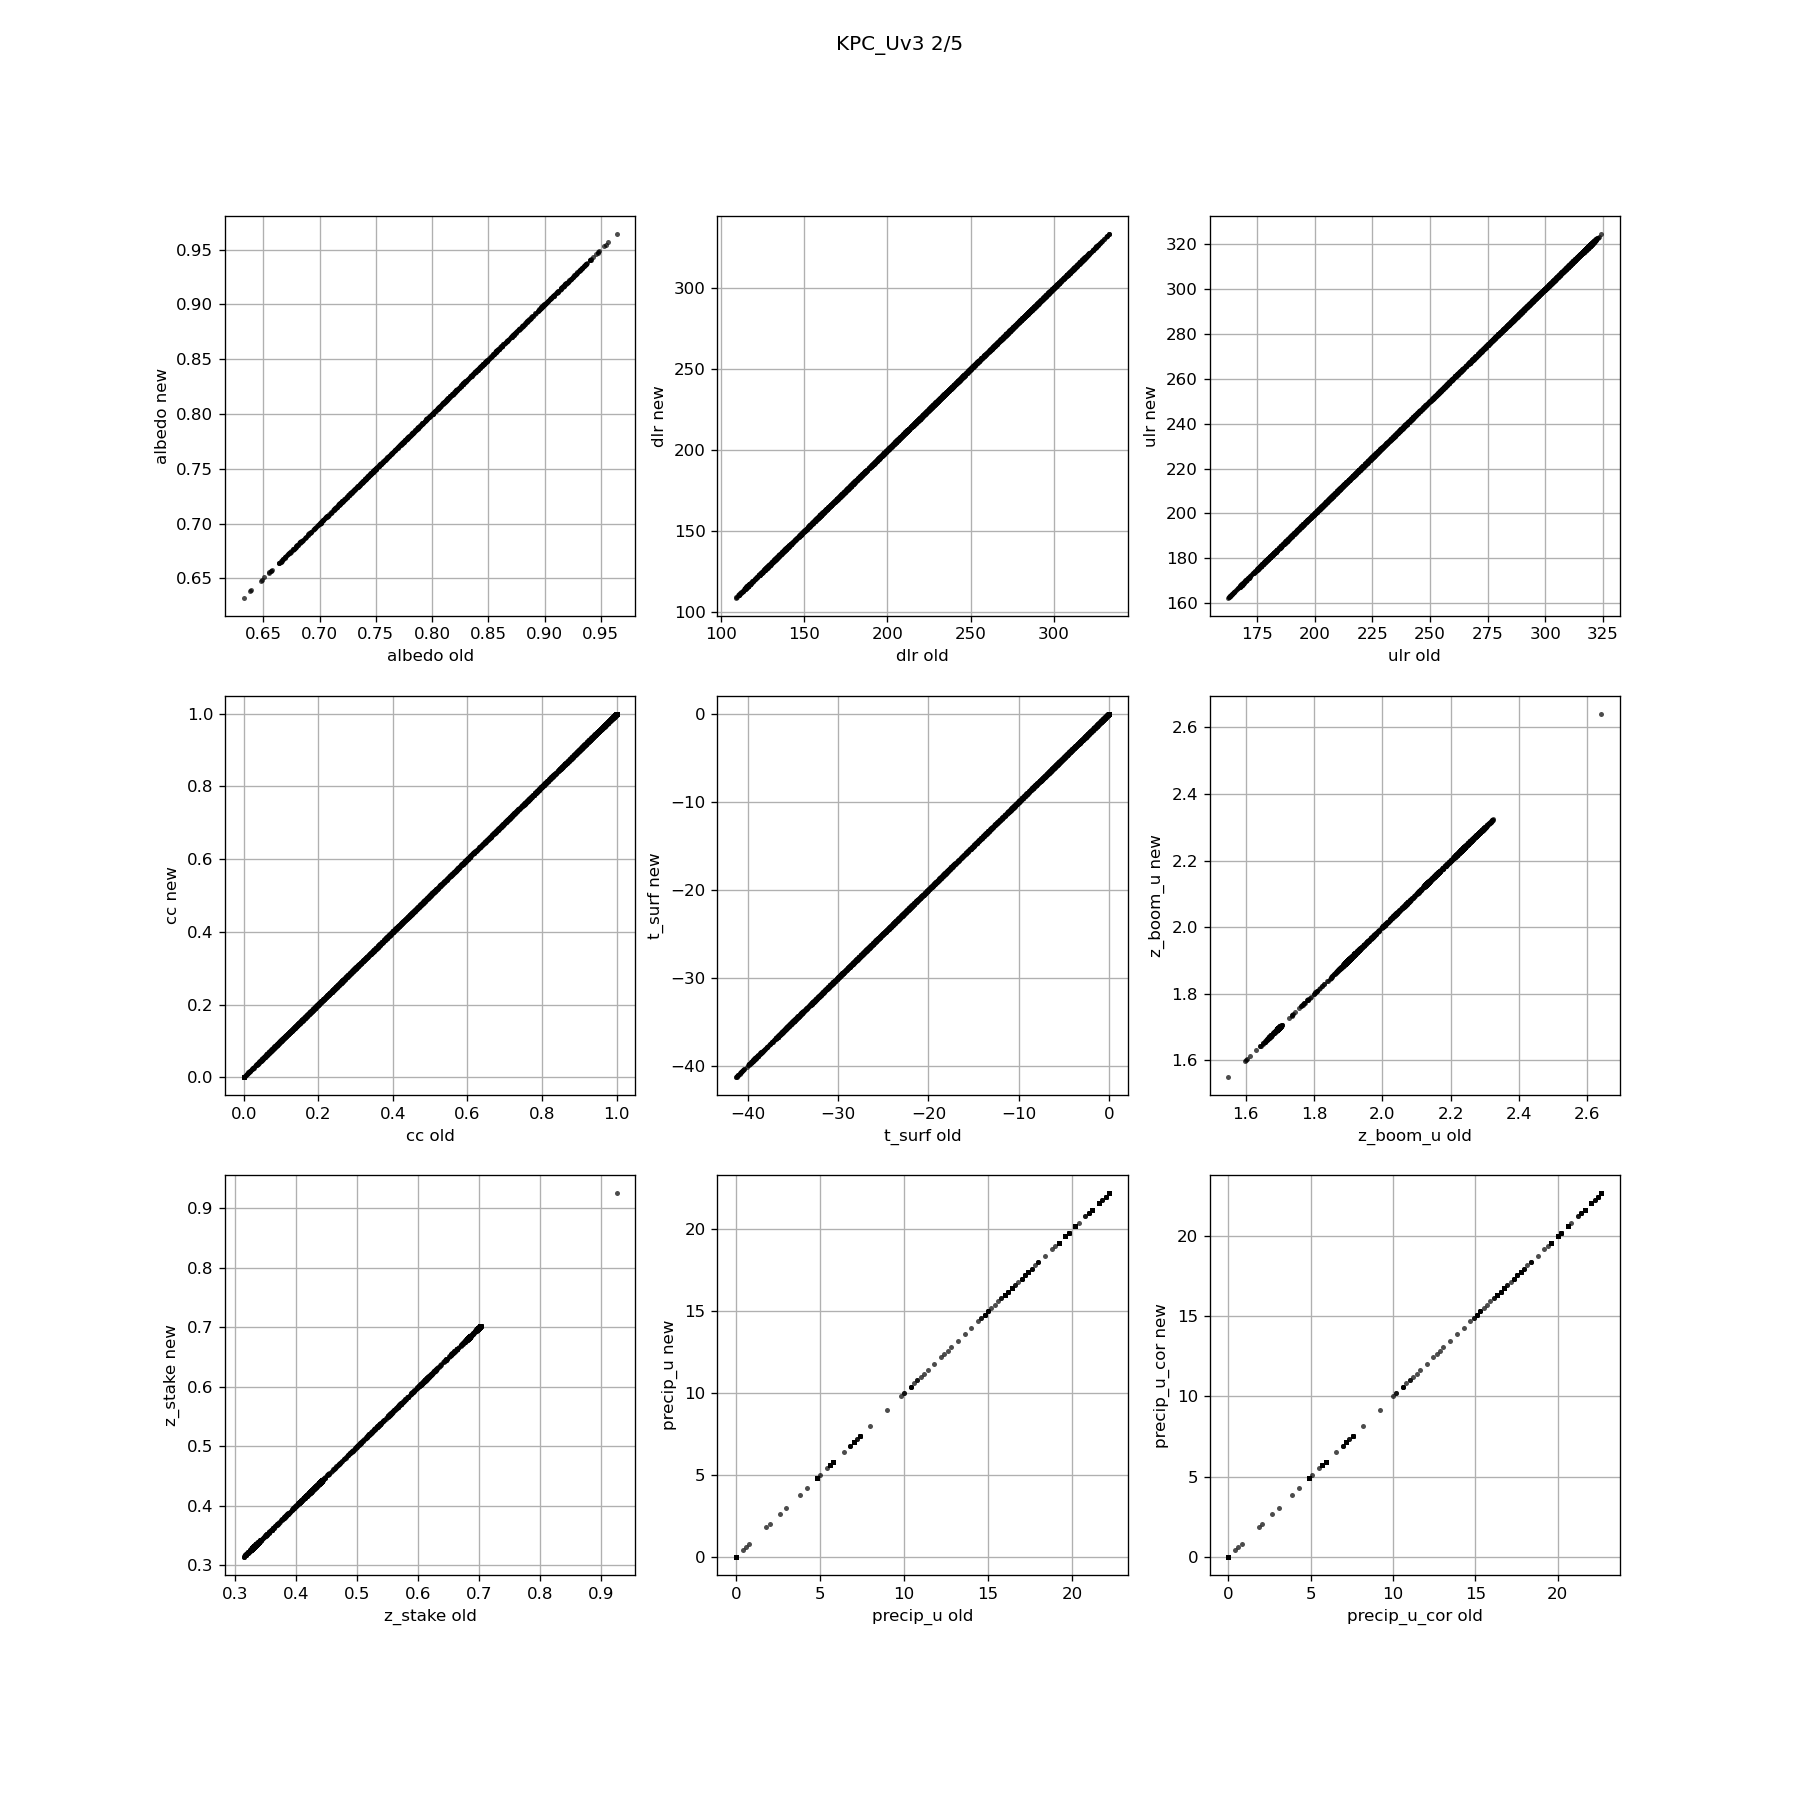 KPC_Uv3 2/5
0.95
0.90
0.85
0.80
0.75
0.70
0.65
albedo new
0.65 0.70 0.75 0.80 0.85 0.90 0.95
albedo old
300
250
200
150
100
dlr new
100 150 200 250 300
dlr old
320
300
280
260
240
220
200
180
160
ulr new
175 200 225 250 275 300 325
ulr old
1.0
0.8
0.6
0.4
0.2
0.0
cc new
0.0 0.2 0.4 0.6 0.8 1.0
cc old
0
−10
−20
−30
−40
t_surf new
−40 −30 −20 −10 0
t_surf old
2.6
2.4
2.2
2.0
1.8
1.6
z_boom_u new
1.6 1.8 2.0 2.2 2.4 2.6
z_boom_u old
0.9
0.8
0.7
0.6
0.5
0.4
0.3
z_stake new
0.3 0.4 0.5 0.6 0.7 0.8 0.9
z_stake old
20
15
10
5
0
precip_u new
0 5 10 15 20
precip_u old
20
15
10
5
0
precip_u_cor new
0 5 10 15 20
precip_u_cor old